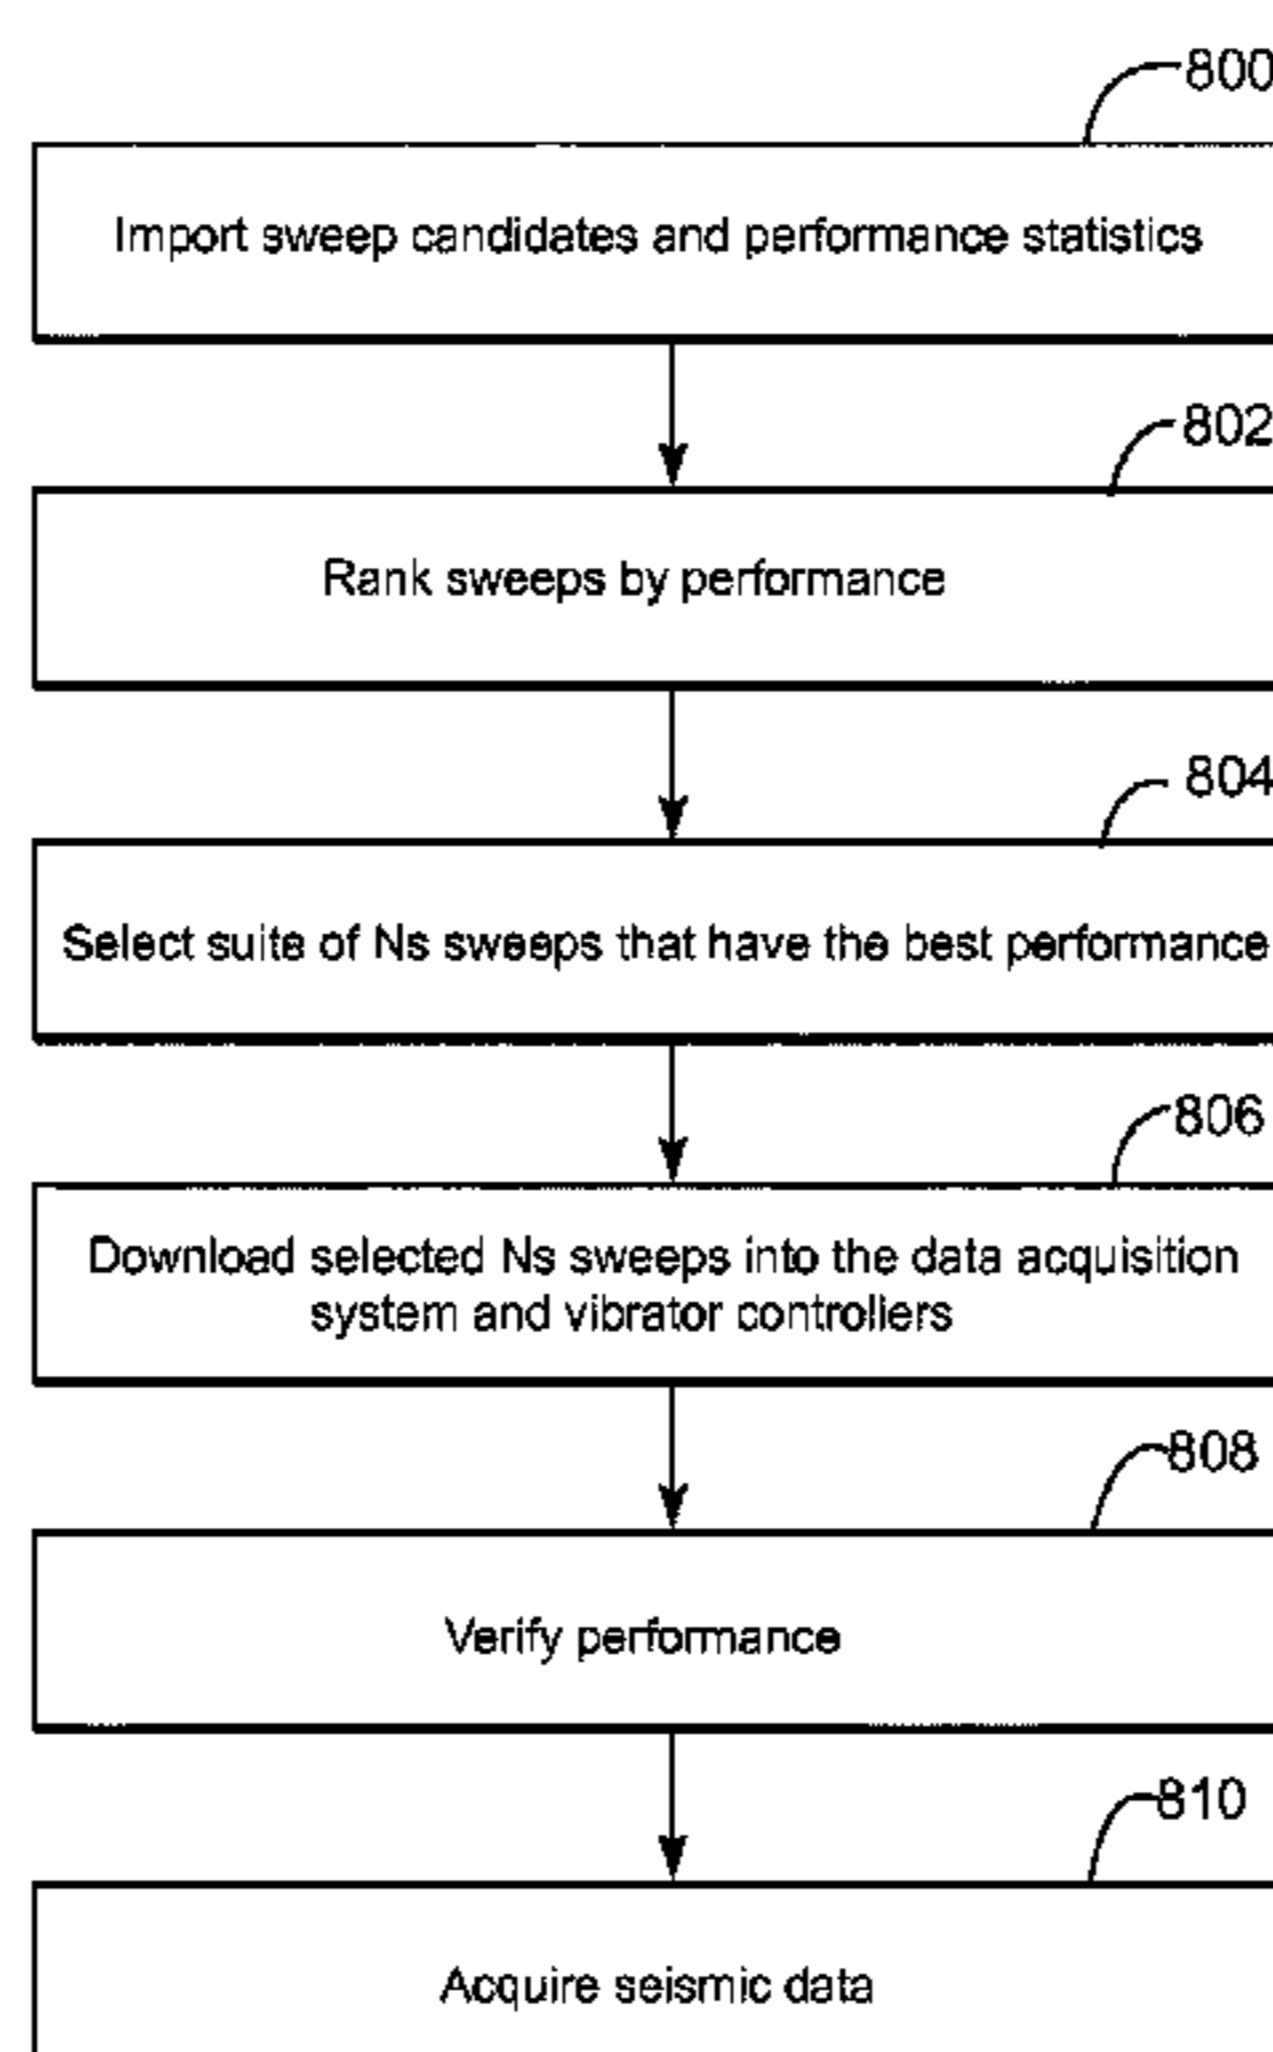 800
Import sweep candidates and performance statistics
802
Rank sweeps by performance
804
Select suite of Ns sweeps that have the best performance
806
Download selected Ns sweeps into the data acquisition
system and vibrator controllers
808
Verify performance
810
Acquire seismic data